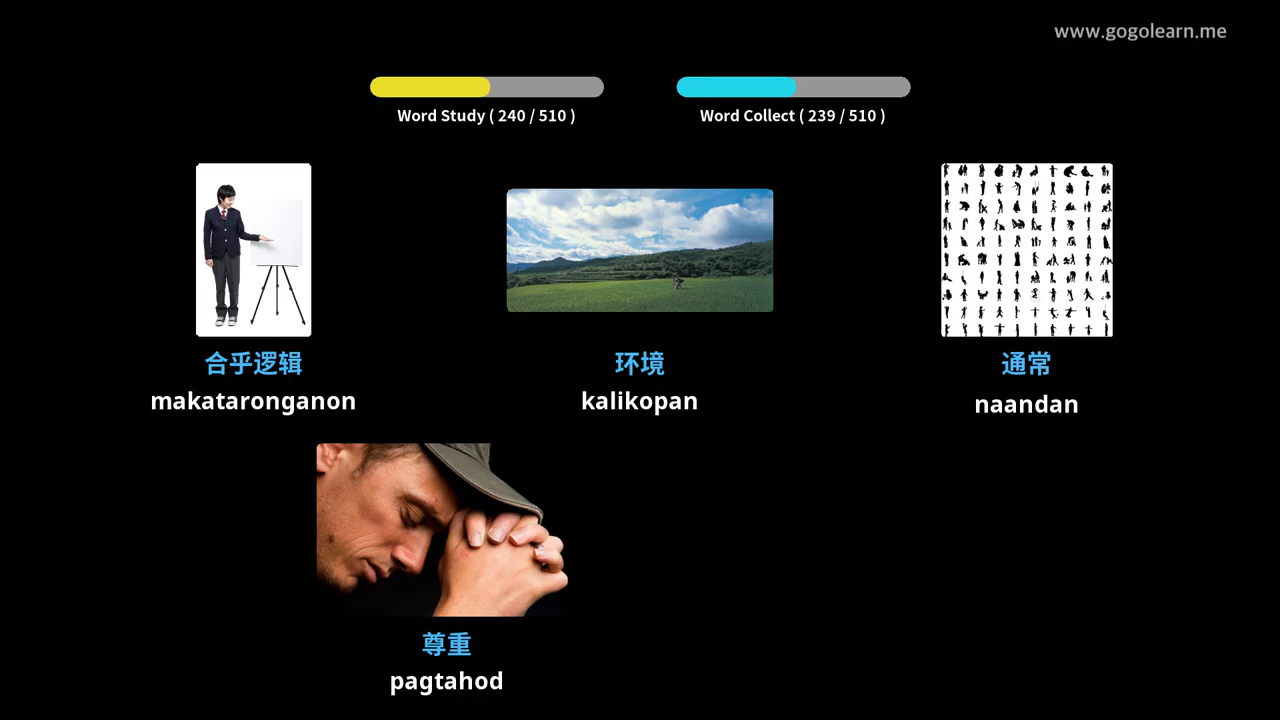 www.gogolearn.me
Word Study ( 240 / 510 )
Word Collect ( 239 / 510 )
合乎逻辑
makataronganon
环境
kalikopan
通常
naandan
尊重
pagtahod